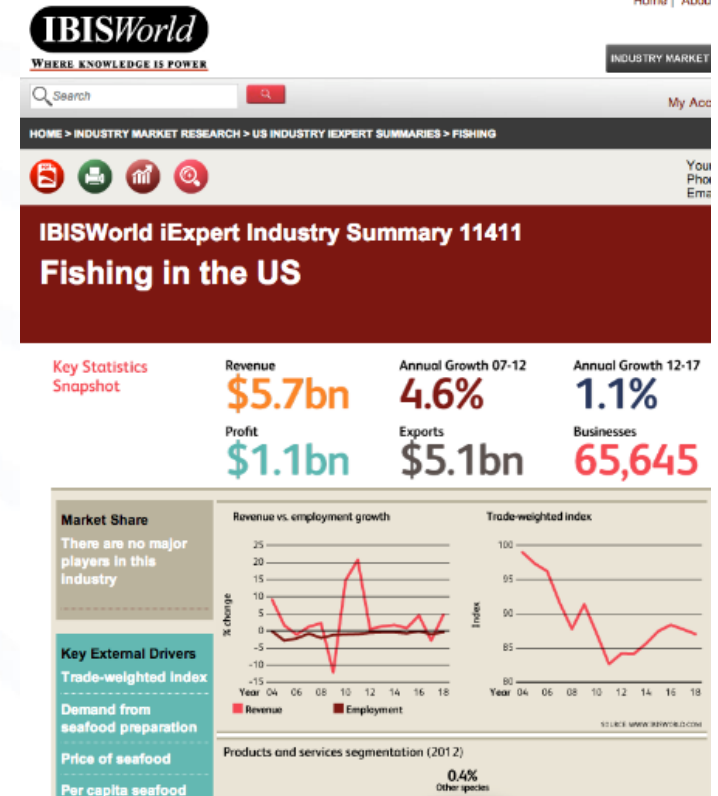 Home | Abou
IBISWorld
WHERE KNOWLEDGE IS POWER
INDUSTRY MARKET
Search
My Acc
HOME > INDUSTRY MARKET RESEARCH > US INDUSTRY IEXPERT SUMMARIES > FISHING
Your
Phon
Ema
IBISWorld iExpert Industry Summary 11411
Fishing in the US
Key Statistics
Snapshot
Revenue
$5.7bn
Annual Growth 07-12
4.6%
Annual Growth 12-17
1.1%
Profit
$1.1bn
Exports
$5.1bn
Businesses
65,645
Market Share
There are no major
players in this
industry
Key External Drivers
Trade-weighted index
Demand from
seafood preparation
Price of seafood
Per capita seafood
Revenue vs. employment growth
% change
25
20
15
10
5
0
-5
-10
-15
Year 04 06 08 10 12 14 16 18
Revenue
Employment
Trade-weighted index
Index
100
95
90
85
80
Year 04 06 08 10 12 14 16 18
SOURCE: WWW.IBISWORLD.COM
Products and services segmentation (2012)
0.4%
Other species